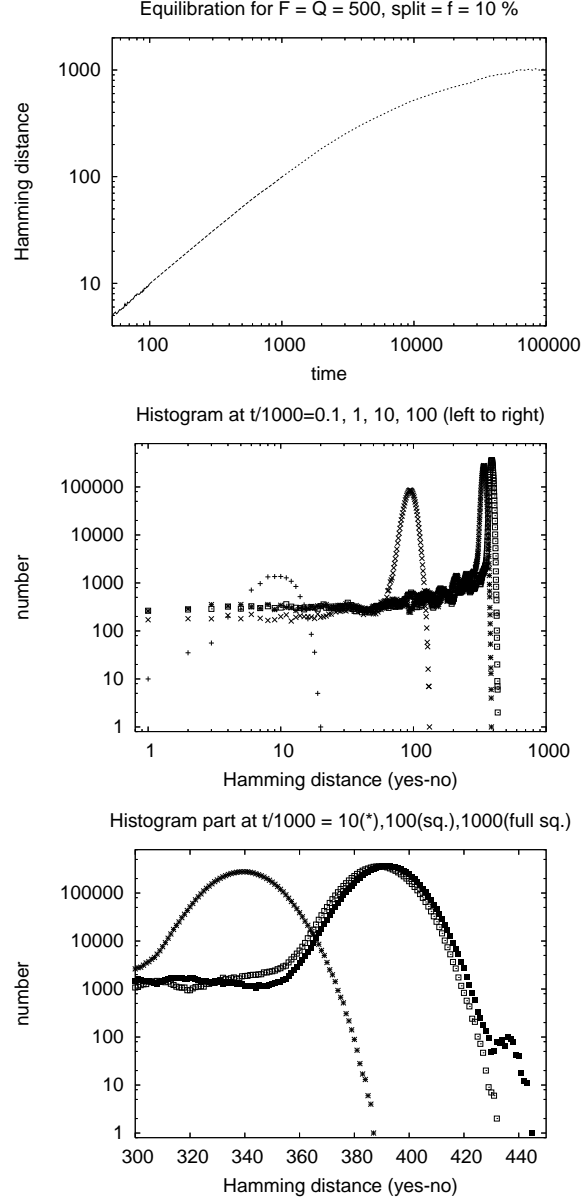 Equilibration for F = Q = 500, split = f = 10 %
1000
100
10
Hamming distance
100 1000 10000 100000
time
Histogram at t/1000=0.1, 1, 10, 100 (left to right)
100000
10000
1000
100
10
1
number
1 10 100 1000
Hamming distance (yes-no)
Histogram part at t/1000 = 10(*),100(sq.),1000(full sq.)
100000
10000
1000
100
10
1
number
300 320 340 360 380 400 420 440
Hamming distance (yes-no)